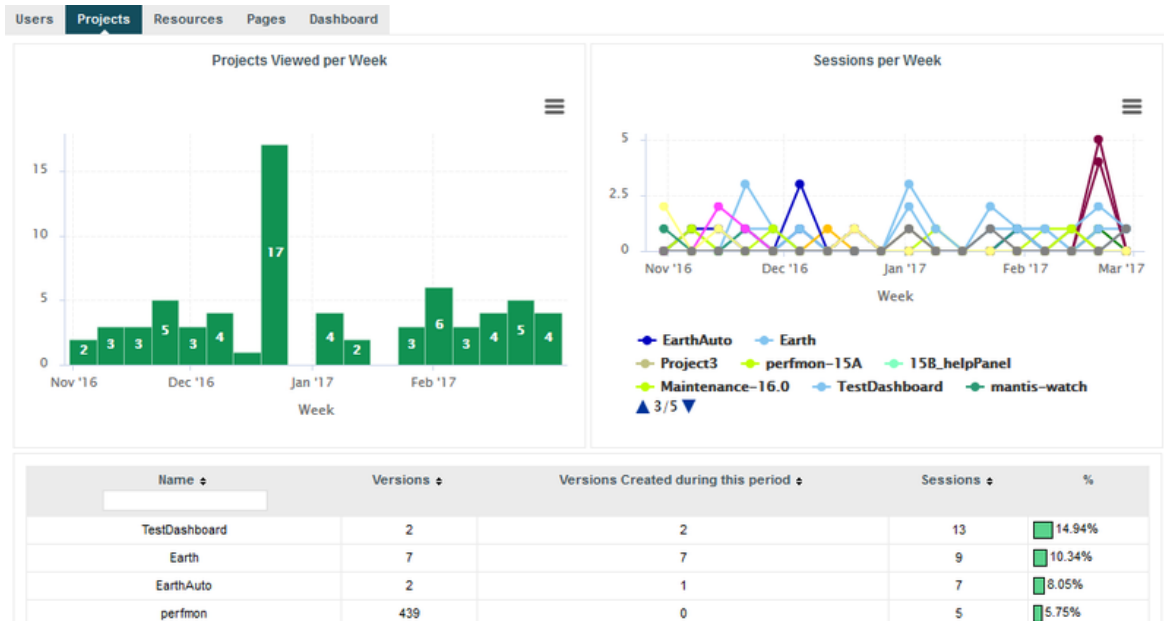 Users Projects Resources Pages Dashboard
Projects Viewed per Week
15
10
5
0
2 3 3 5 3 4 17 4 2 3 6 3 4 5 4
Nov '16 Dec '16 Jan '17 Feb '17
Week
Sessions per Week
5
2.5
0
Nov '16 Dec '16 Jan '17 Feb '17 Mar '17
Week
EarthAuto Earth
Project3 perfmon-15A 15B_helpPanel
Maintenance-16.0 TestDashboard mantis-watch
3/5
Name Versions Versions Created during this period Sessions %
TestDashboard 2 2 13 14.94%
Earth 7 7 9 10.34%
EarthAuto 2 1 7 8.05%
perfmon 439 0 5 5.75%